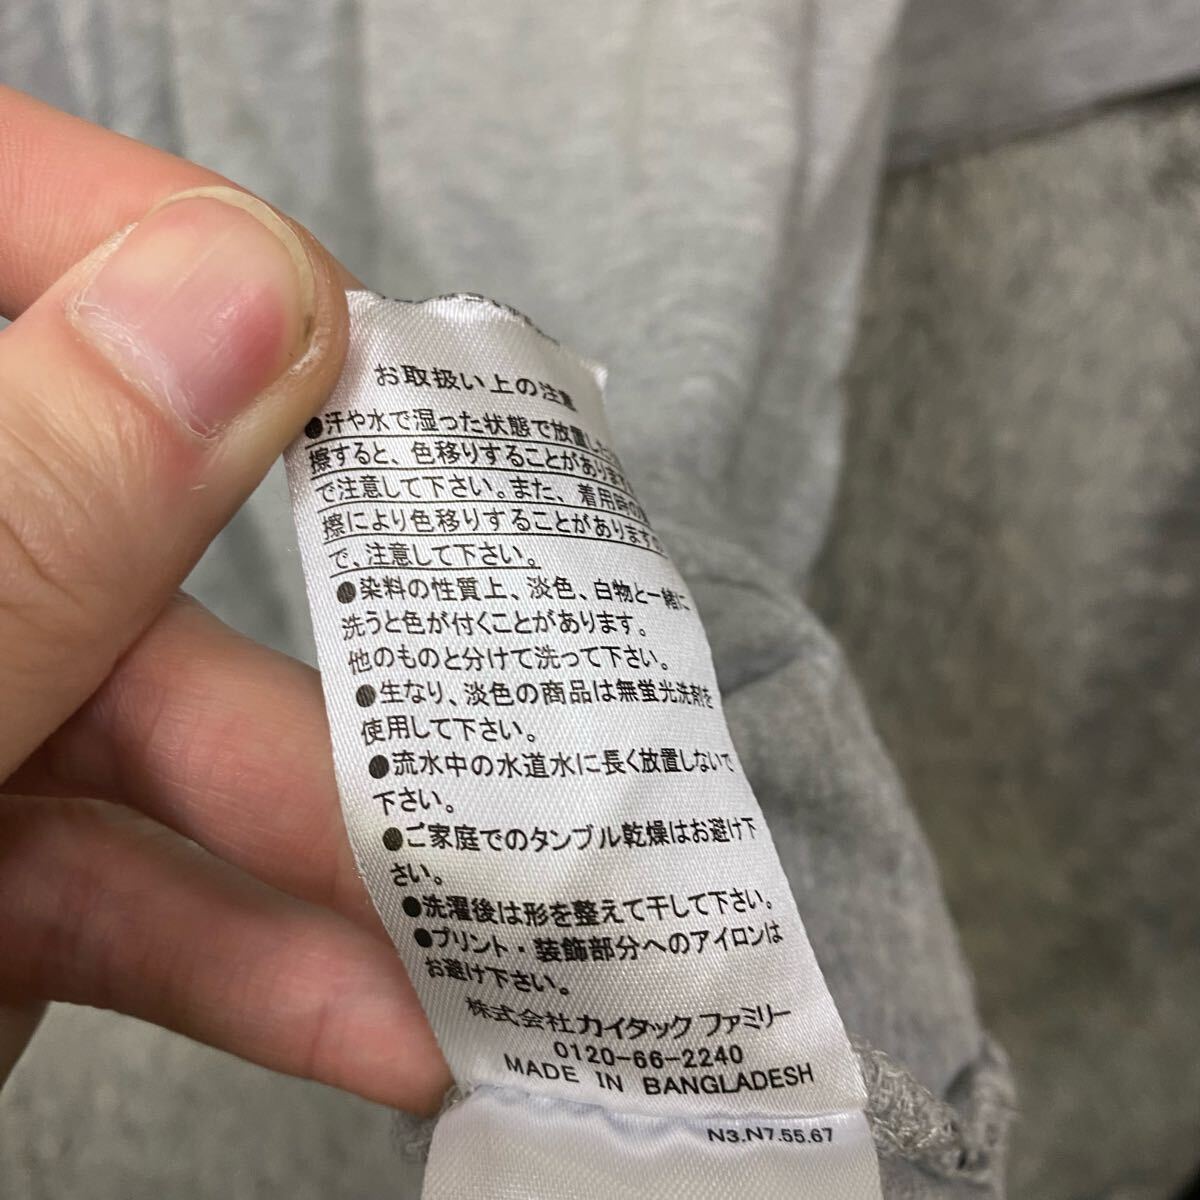 お取扱い上の注意
●汗や水で湿った状態で放置した
擦すると、色移りすることがあります
で注意して下さい。また、着用時の
擦により色移りすることがあります
で、注意して下さい。
●染料の性質上、淡色、白物と一緒に
洗うと色が付くことがあります。
他のものと分けて洗って下さい。
●生なり、淡色の商品は無蛍光洗剤を
使用して下さい。
●流水中の水道水に長く放置しないで
下さい。
●ご家庭でのタンブル乾燥はお避け下
さい。
●洗濯後は形を整えて干して下さい。
●プリント・装飾部分へのアイロンは
お避け下さい。
株式会社カイタックファミリー
0120-66-2240
MADE IN BANGLADESH
N3.N7.55.67